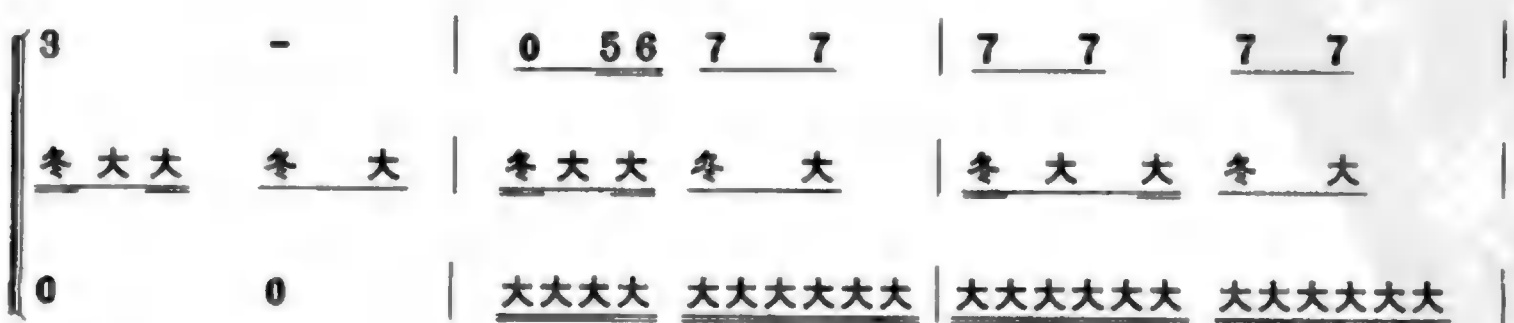 3 - | 0 56 7 7 | 7 7 7 7 |
冬 大 大 冬 大 | 冬 大 大 冬 大 | 冬 大 大 冬 大 |
0 0 | 大大大大 大大大大大大 | 大大大大大大 大大大大大大 |